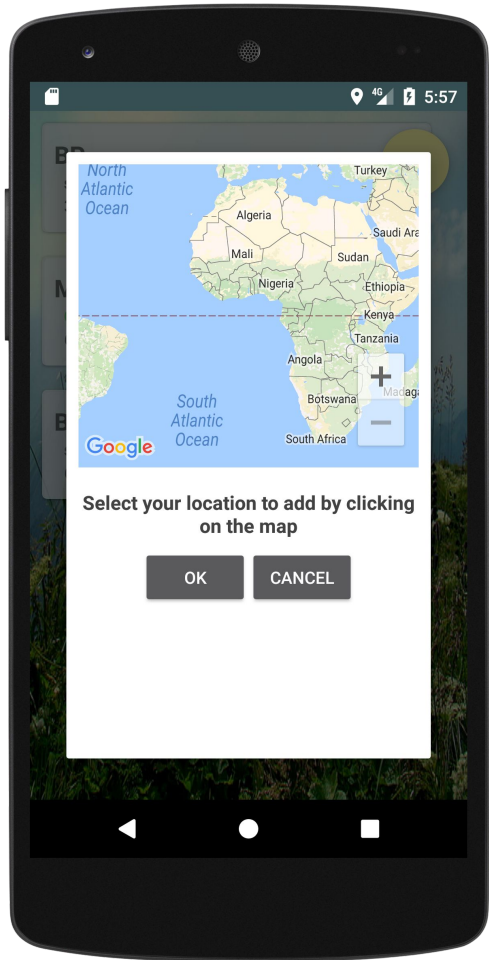 4G 5:57
North
Atlantic
Ocean
Turkey
Algeria
Saudi Ara
Mali
Sudan
Nigeria
Ethiopia
Kenya
Tanzania
Angola
+
Botswana
Madaga
South
Atlantic
Ocean
−
South Africa
Google
Select your location to add by clicking
on the map
OK CANCEL